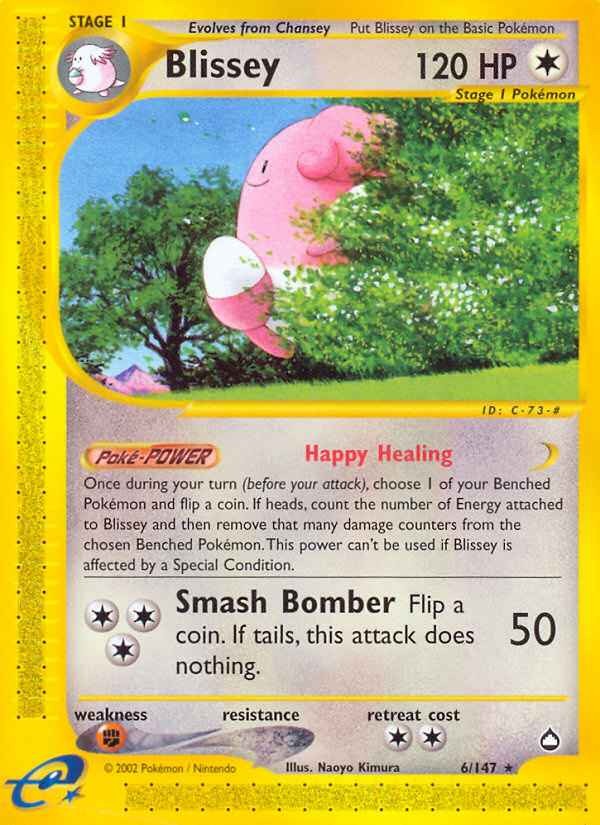 STAGE 1
Evolves from Chansey Put Blissey on the Basic Pokémon
Blissey 120 HP
Stage 1 Pokémon
ID: C-73-#
Poké-POWER Happy Healing
Once during your turn (before your attack), choose 1 of your Benched
Pokémon and flip a coin. If heads, count the number of Energy attached
to Blissey and then remove that many damage counters from the
chosen Benched Pokémon. This power can't be used if Blissey is
affected by a Special Condition.
Smash Bomber Flip a
coin. If tails, this attack does
nothing.
50
weakness resistance retreat cost
© 2002 Pokémon / Nintendo Illus. Naoyo Kimura 6/147
e